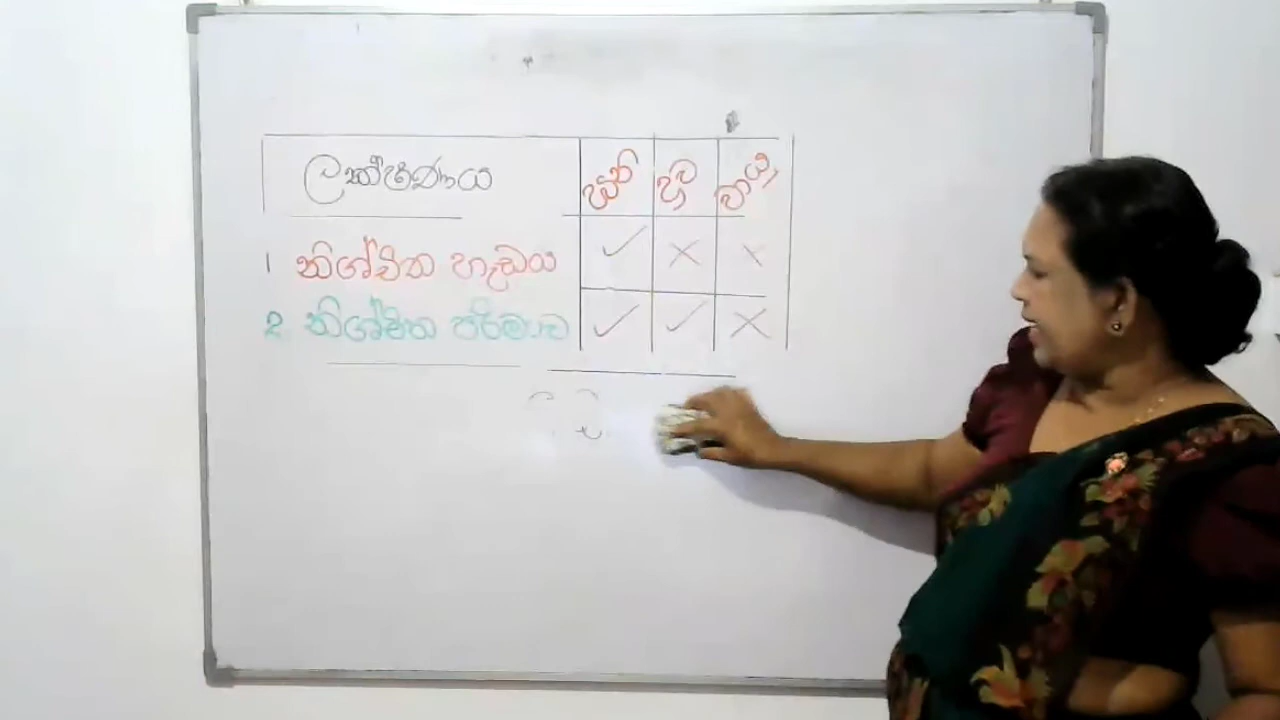 ලක්ෂණය ඝන ද්‍රව වායු
1 නිශ්චිත හැඩය ✓ × ×
2 නිශ්චිත පරිමාව ✓ ✓ ×